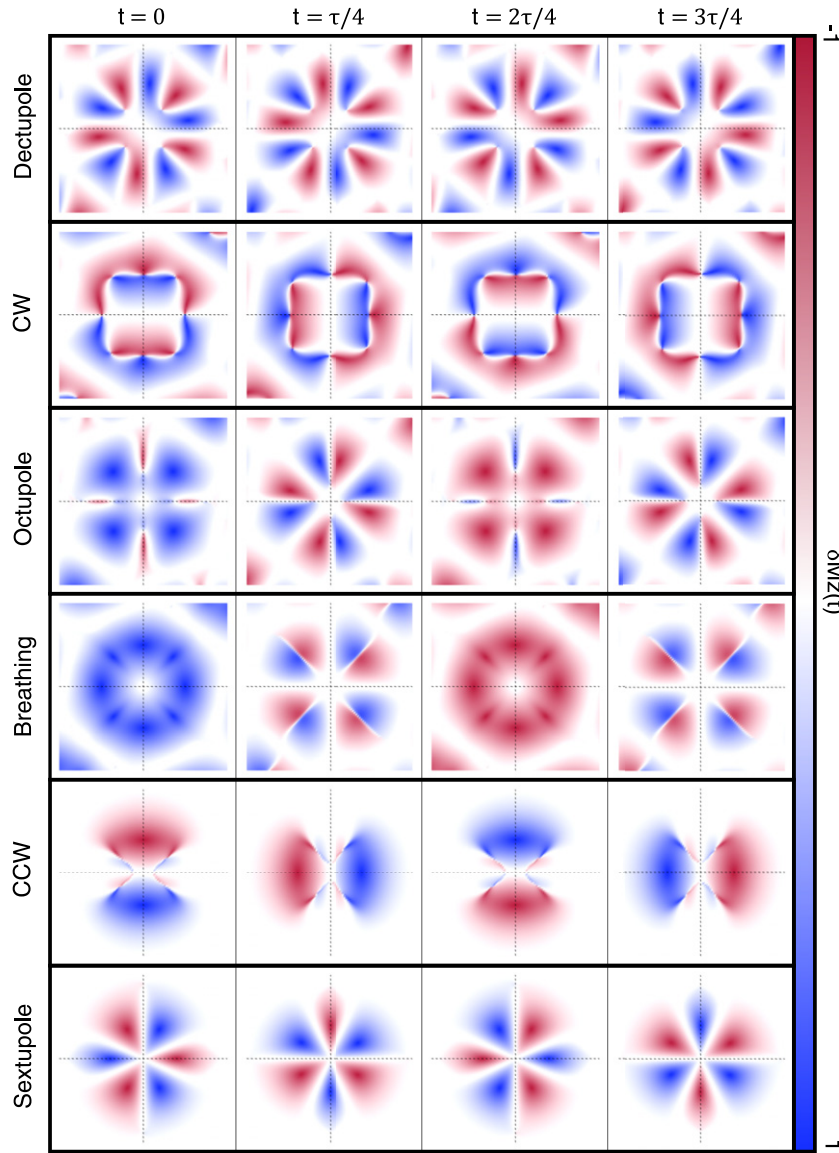 t = 0
t = τ/4
t = 2τ/4
t = 3τ/4
Dectupole
CW
Octupole
Breathing
CCW
Sextupole
-1
δMz(t)
1